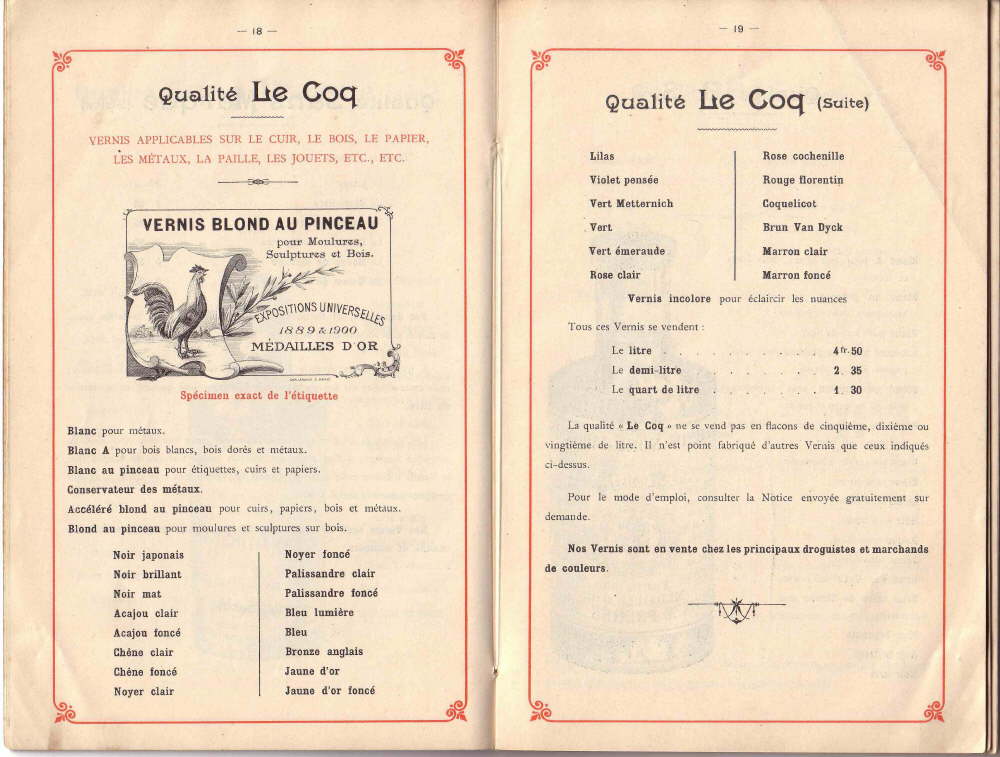 — 18 —
Qualité Le Coq
VERNIS APPLICABLES SUR LE CUIR, LE BOIS, LE PAPIER,
LES MÉTAUX, LA PAILLE, LES JOUETS, ETC., ETC.
VERNIS BLOND AU PINCEAU
pour Moulures,
Sculptures et Bois.
EXPOSITIONS UNIVERSELLES
1889 & 1900
MÉDAILLES D'OR
Spécimen exact de l'étiquette
Blanc pour métaux.
Blanc A pour bois blancs, bois dorés et métaux.
Blanc au pinceau pour étiquettes, cuirs et papiers.
Conservateur des métaux.
Accéléré blond au pinceau pour cuirs, papiers, bois et métaux.
Blond au pinceau pour moulures et sculptures sur bois.
Noir japonais
Noir brillant
Noir mat
Acajou clair
Acajou foncé
Chêne clair
Chêne foncé
Noyer clair
Noyer foncé
Palissandre clair
Palissandre foncé
Bleu lumière
Bleu
Bronze anglais
Jaune d'or
Jaune d'or foncé
— 19 —
Qualité Le Coq (Suite)
Lilas
Violet pensée
Vert Metternich
Vert
Vert émeraude
Rose clair
Rose cochenille
Rouge florentin
Coquelicot
Brun Van Dyck
Marron clair
Marron foncé
Vernis incolore pour éclaircir les nuances
Tous ces Vernis se vendent :
Le litre . . . . . . . . . . 4 fr. 50
Le demi-litre . . . . . . . . 2 35
Le quart de litre . . . . . . . 1 30
La qualité « Le Coq » ne se vend pas en flacons de cinquième, dixième ou
vingtième de litre. Il n'est point fabriqué d'autres Vernis que ceux indiqués
ci-dessus.
Pour le mode d'emploi, consulter la Notice envoyée gratuitement sur
demande.
Nos Vernis sont en vente chez les principaux droguistes et marchands
de couleurs.